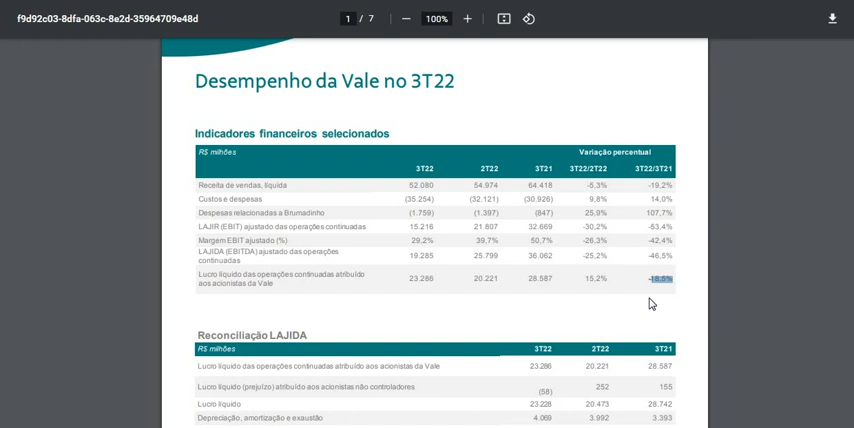 f9d92c03-8dfa-063c-8e2d-35964709e48d 1 / 7 100%
Desempenho da Vale no 3T22
Indicadores financeiros selecionados
R$ milhões Variação percentual
3T22 2T22 3T21 3T22/2T22 3T22/3T21
Receita de vendas, líquida 52.080 54.974 64.418 -5,3% -19,2%
Custos e despesas (35.254) (32.121) (30.926) 9,8% 14,0%
Despesas relacionadas a Brumadinho (1.759) (1.397) (847) 25,9% 107,7%
LAJIR (EBIT) ajustado das operações continuadas 15.216 21.807 32.669 -30,2% -53,4%
Margem EBIT ajustado (%) 29,2% 39,7% 50,7% -26,3% -42,4%
LAJIDA (EBITDA) ajustado das operações
continuadas 19.285 25.799 36.062 -25,2% -46,5%
Lucro líquido das operações continuadas atribuído
aos acionistas da Vale 23.286 20.221 28.587 15,2% -18,5%
Reconciliação LAJIDA
R$ milhões 3T22 2T22 3T21
Lucro líquido das operações continuadas atribuído aos acionistas da Vale 23.286 20.221 28.587
Lucro líquido (prejuízo) atribuído aos acionistas não controladores (58) 252 155
Lucro líquido 23.228 20.473 28.742
Depreciação, amortização e exaustão 4.069 3.992 3.393